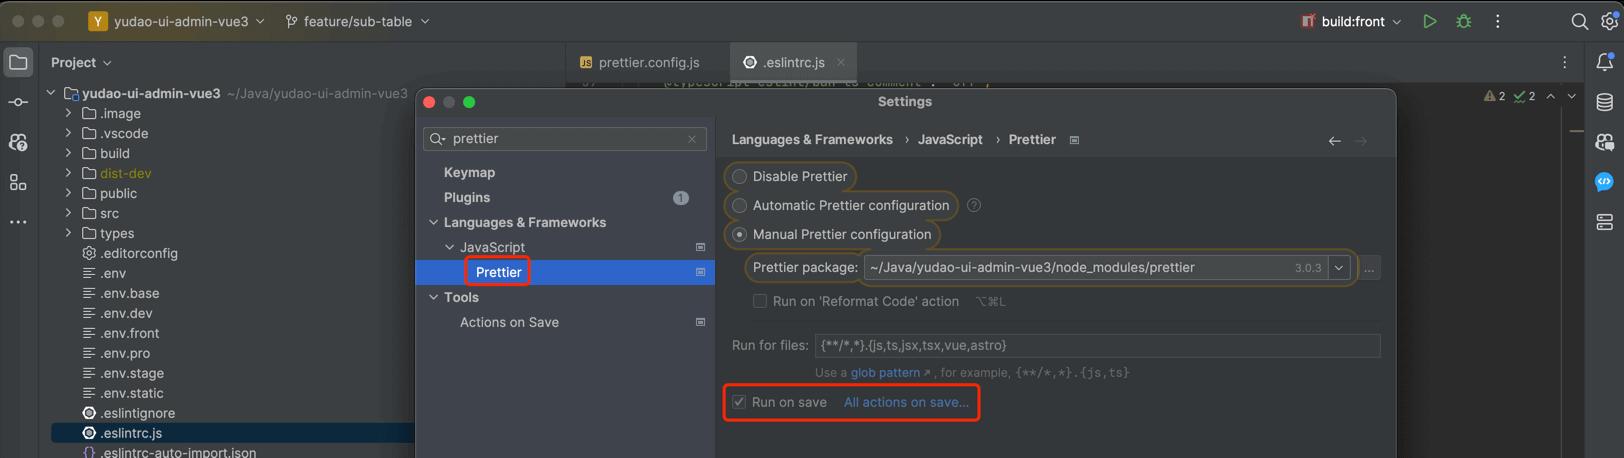 Y yudao-ui-admin-vue3 feature/sub-table build:front
Project
JS prettier.config.js .eslintrc.js
yudao-ui-admin-vue3 ~/Java/yudao-ui-admin-vue3
.image
.vscode
build
dist-dev
public
src
types
.editorconfig
.env
.env.base
.env.dev
.env.front
.env.pro
.env.stage
.env.static
.eslintignore
.eslintrc.js
.eslintrc-auto-import.json
2 2
Settings
prettier
Keymap
Plugins 1
Languages & Frameworks
JavaScript
Prettier
Tools
Actions on Save
Languages & Frameworks › JavaScript › Prettier
Disable Prettier
Automatic Prettier configuration ?
Manual Prettier configuration
Prettier package: ~/Java/yudao-ui-admin-vue3/node_modules/prettier 3.0.3 ...
Run on 'Reformat Code' action ⌥⌘L
Run for files: {**/*,*}.{js,ts,jsx,tsx,vue,astro}
Use a glob pattern ↗, for example, {**/*,*}.{js,ts}
Run on save All actions on save...